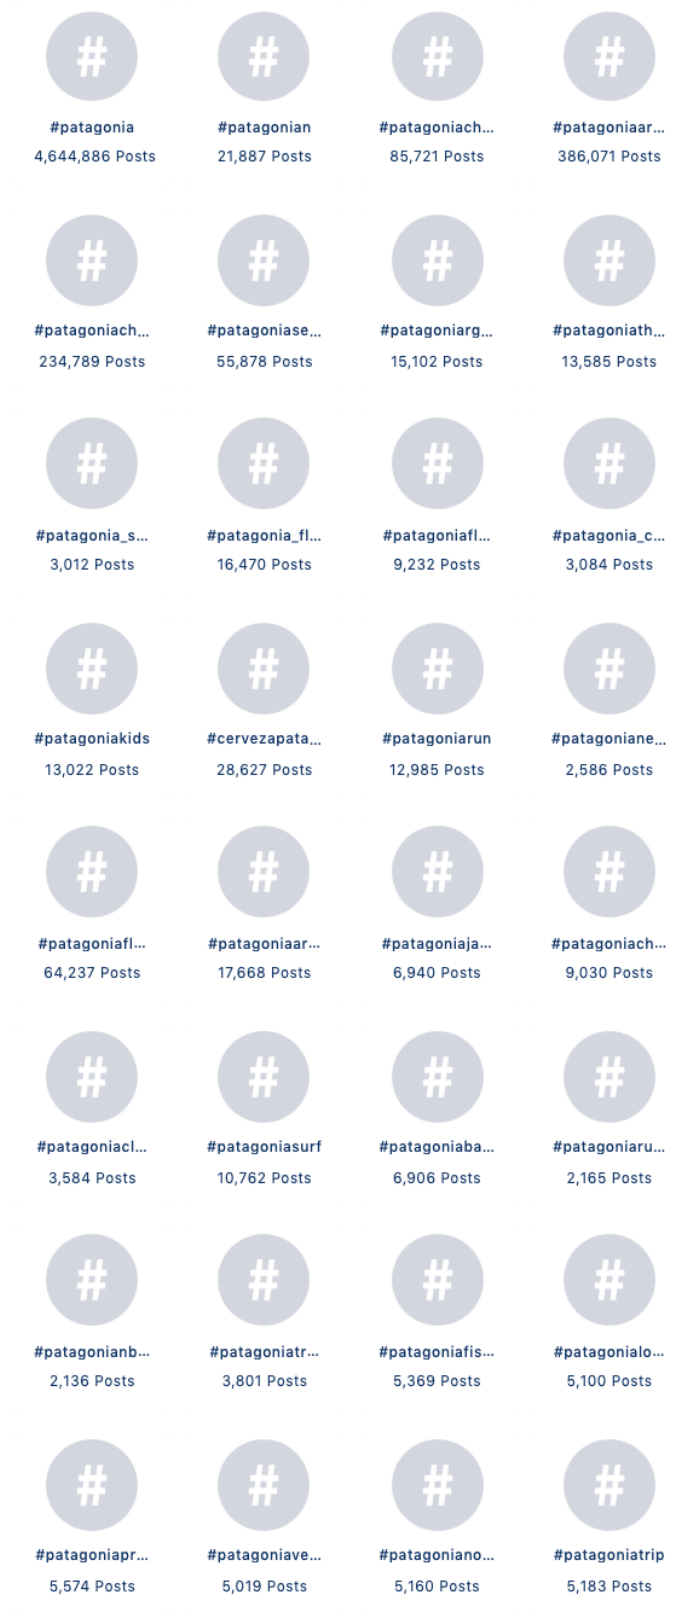 #patagonia
4,644,886 Posts
#patagonian
21,887 Posts
#patagoniach...
85,721 Posts
#patagoniaar...
386,071 Posts
#patagoniach...
234,789 Posts
#patagoniase...
55,878 Posts
#patagoniarg...
15,102 Posts
#patagoniath...
13,585 Posts
#patagonia_s...
3,012 Posts
#patagonia_fl...
16,470 Posts
#patagoniafl...
9,232 Posts
#patagonia_c...
3,084 Posts
#patagoniakids
13,022 Posts
#cervezapata...
28,627 Posts
#patagoniarun
12,985 Posts
#patagoniane...
2,586 Posts
#patagoniafl...
64,237 Posts
#patagoniaar...
17,668 Posts
#patagoniaja...
6,940 Posts
#patagoniach...
9,030 Posts
#patagoniacl...
3,584 Posts
#patagoniasurf
10,762 Posts
#patagoniaba...
6,906 Posts
#patagoniaru...
2,165 Posts
#patagonianb...
2,136 Posts
#patagoniatr...
3,801 Posts
#patagoniafis...
5,369 Posts
#patagonialo...
5,100 Posts
#patagoniapr...
5,574 Posts
#patagoniave...
5,019 Posts
#patagoniano...
5,160 Posts
#patagoniatrip
5,183 Posts